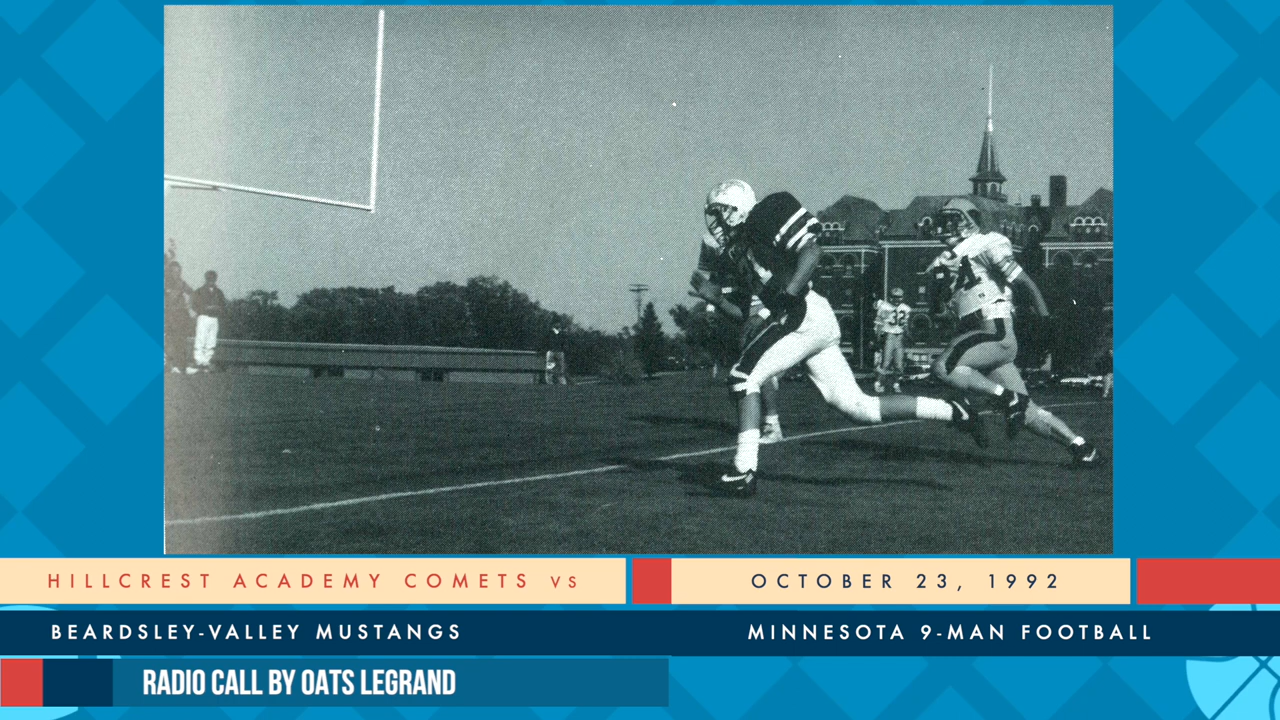 32
HILLCREST ACADEMY COMETS VS
OCTOBER 23, 1992
BEARDSLEY-VALLEY MUSTANGS
MINNESOTA 9-MAN FOOTBALL
RADIO CALL BY OATS LEGRAND